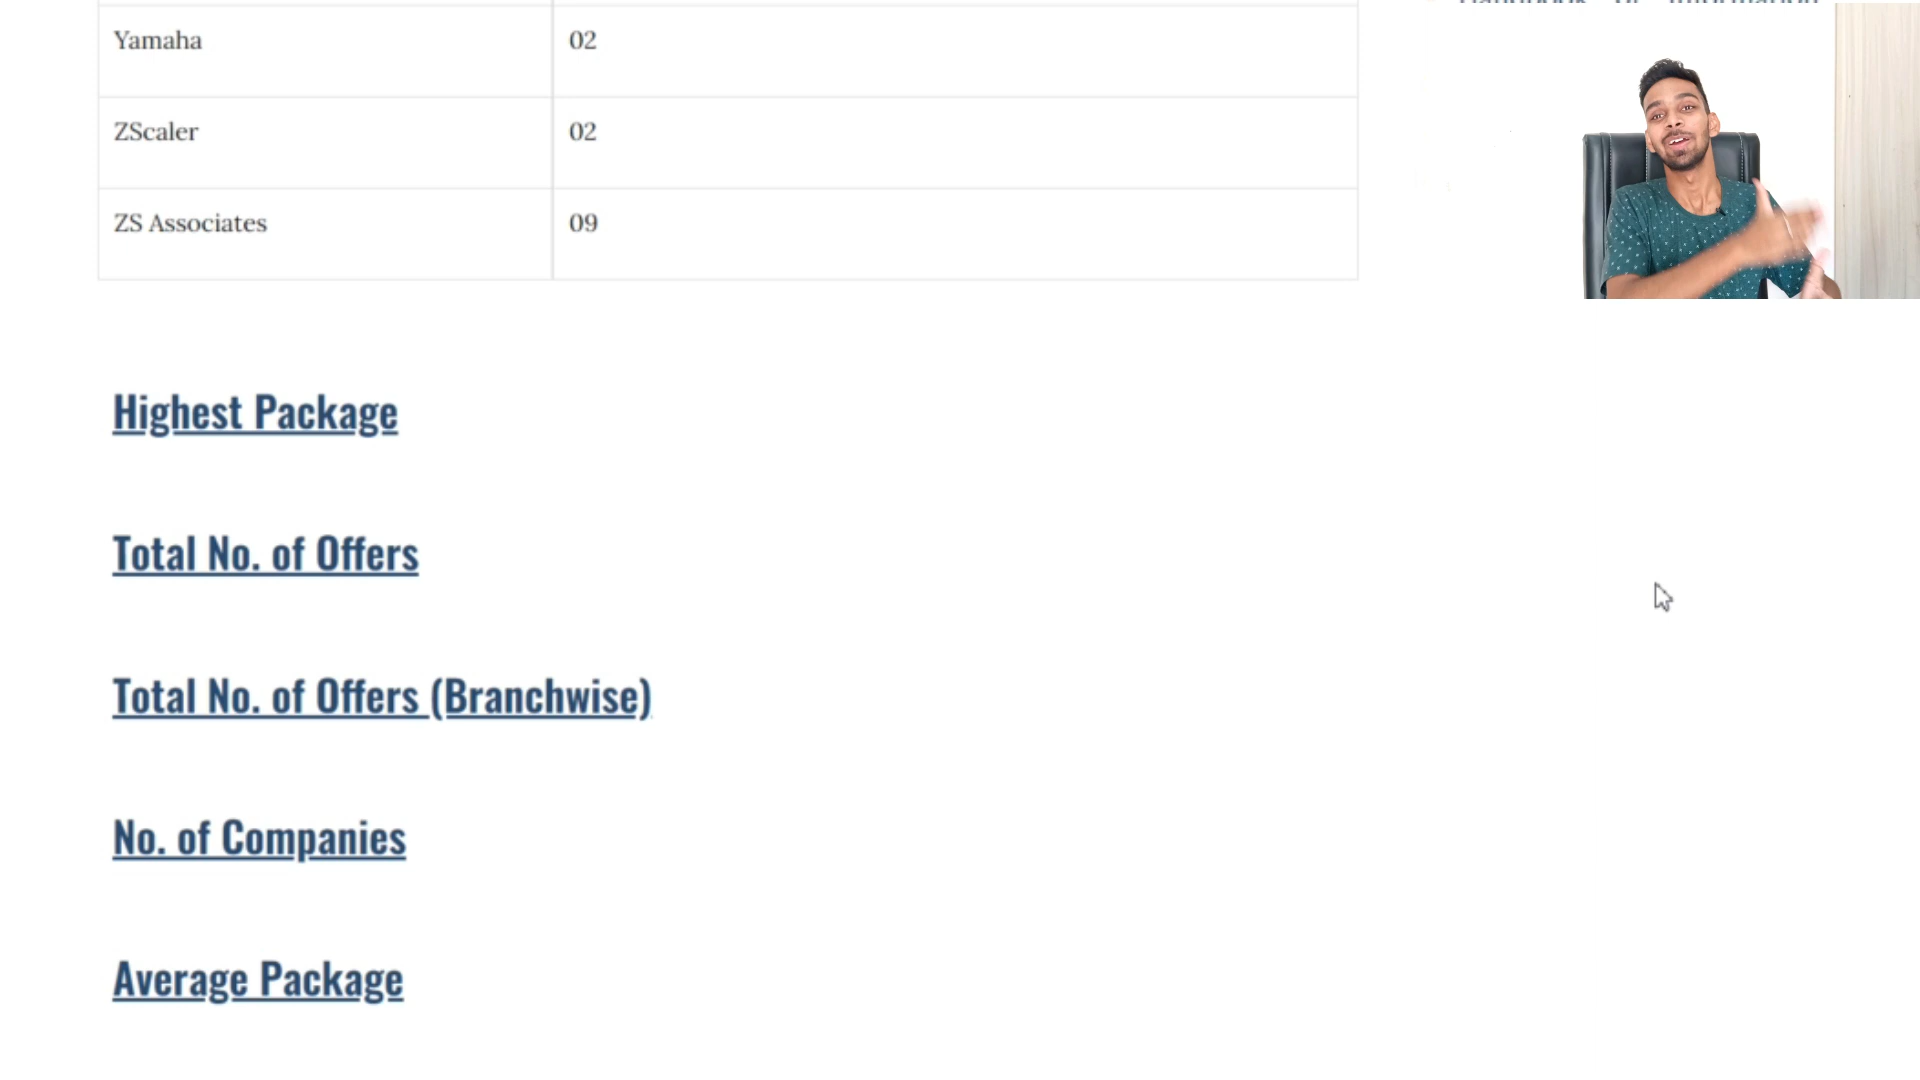 Yamaha 02
ZScaler 02
ZS Associates 09
Highest Package
Total No. of Offers
Total No. of Offers (Branchwise)
No. of Companies
Average Package